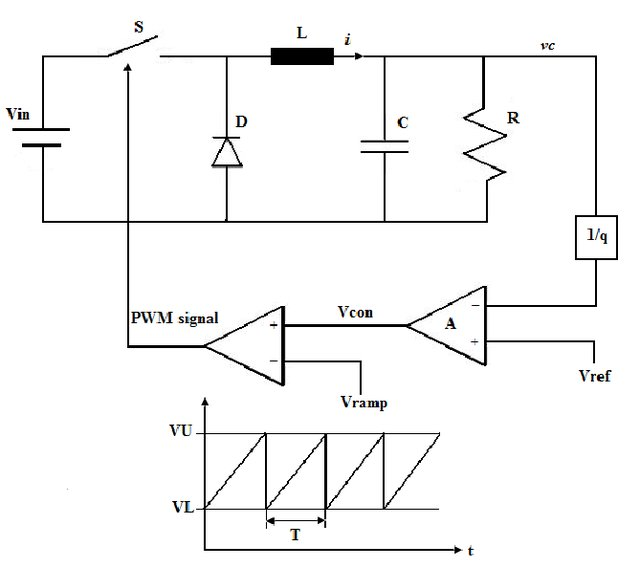 S
L
i
vc
Vin
D
C
R
1/q
PWM signal
+
−
Vcon
A
−
+
Vramp
Vref
VU
VL
T
t